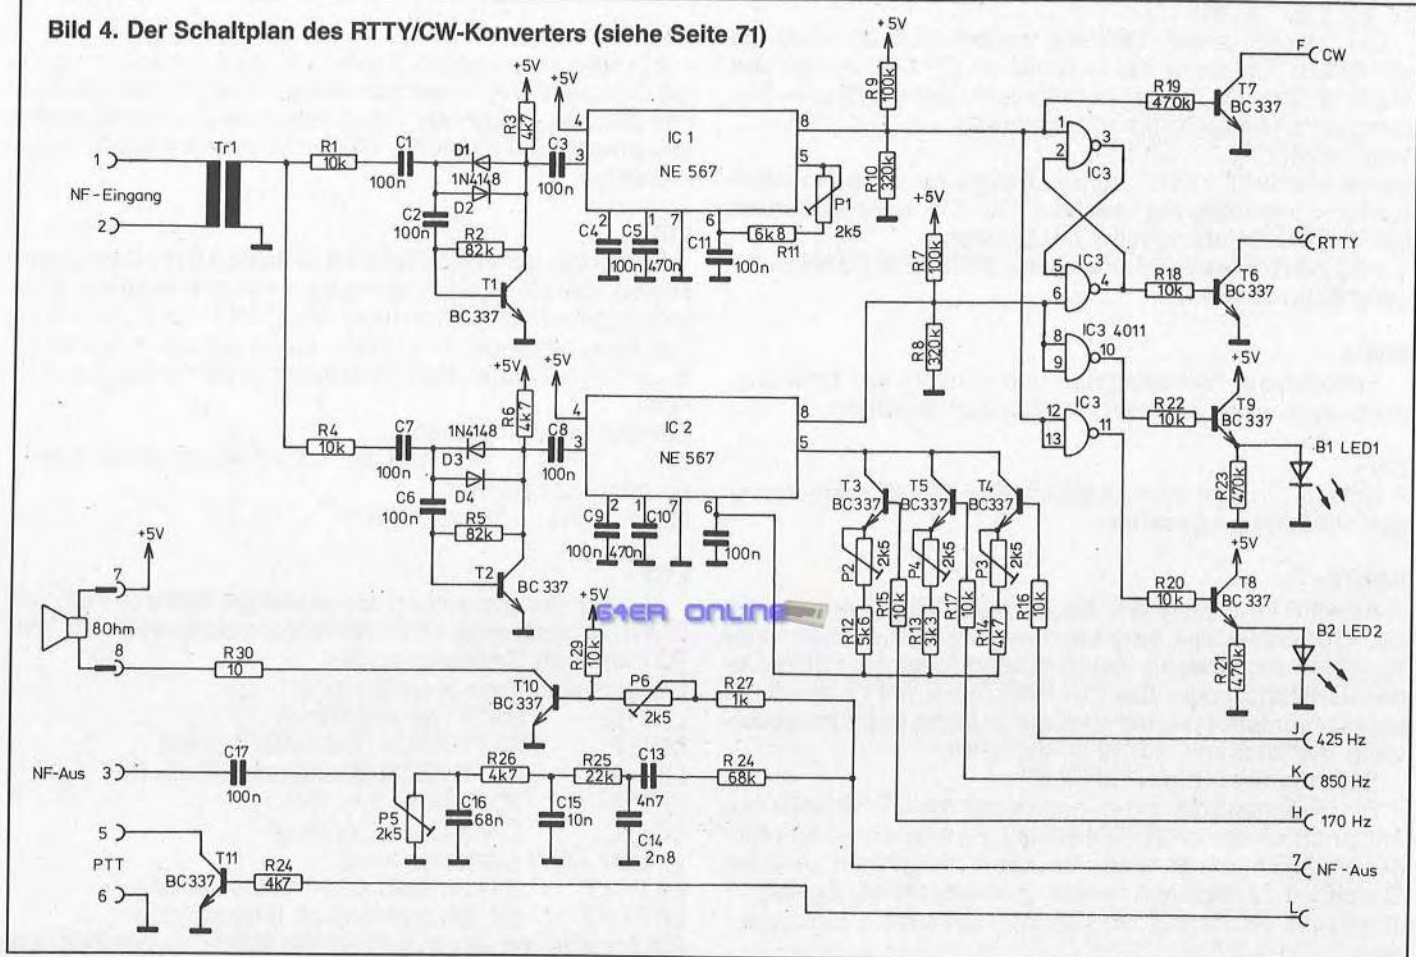 Bild 4. Der Schaltplan des RTTY/CW-Konverters (siehe Seite 71)
+5V
F CW
R9
100k
R19
470k
T7
BC 337
+5V
+5V
R3
4k7
4
C3
3
100n
IC 1
NE 567
8
5
1
2
3
IC3
Tr1
1
NF-Eingang
2
R1
10k
C1
100n
D1
1N4148
D2
C2
100n
R2
82k
T1
BC 337
R10
320k
P1
2k5
2
1
7
6
C4
100n
C5
470n
C11
100n
6k8
R11
+5V
R7
100k
C RTTY
5
6
IC3
4
R18
10k
T6
BC 337
R8
320k
8
9
IC3 4011
10
+5V
+5V
R6
4k7
4
IC 2
NE 567
8
5
12
13
IC3
11
R22
10k
T9
BC 337
R4
10k
C7
100n
1N4148
D3
D4
C8
3
100n
C6
100n
R5
82k
T2
BC 337
B1 LED1
R23
470k
T3
BC337
T5
BC337
T4
BC337
C9
2
1
C10
7
6
100n
470n
100n
P2
2k5
P4
2k5
P3
2k5
+5V
+5V
7
8Ohm
8
64ER ONLINE
+5V
R29
10k
R12
5k6
R15
10k
R13
3k3
R17
10k
R14
4k7
R16
10k
R20
10k
T8
BC 337
B2 LED2
R21
470k
R30
10
T10
BC 337
P6
2k5
R27
1k
J 425 Hz
K 850 Hz
H 170 Hz
7 NF-Aus
L
NF-Aus
3
C17
100n
R26
4k7
R25
22k
C13
4n7
R 24
68k
P5
2k5
C16
68n
C15
10n
C14
2n8
5
PTT
6
T11
BC 337
R24
4k7